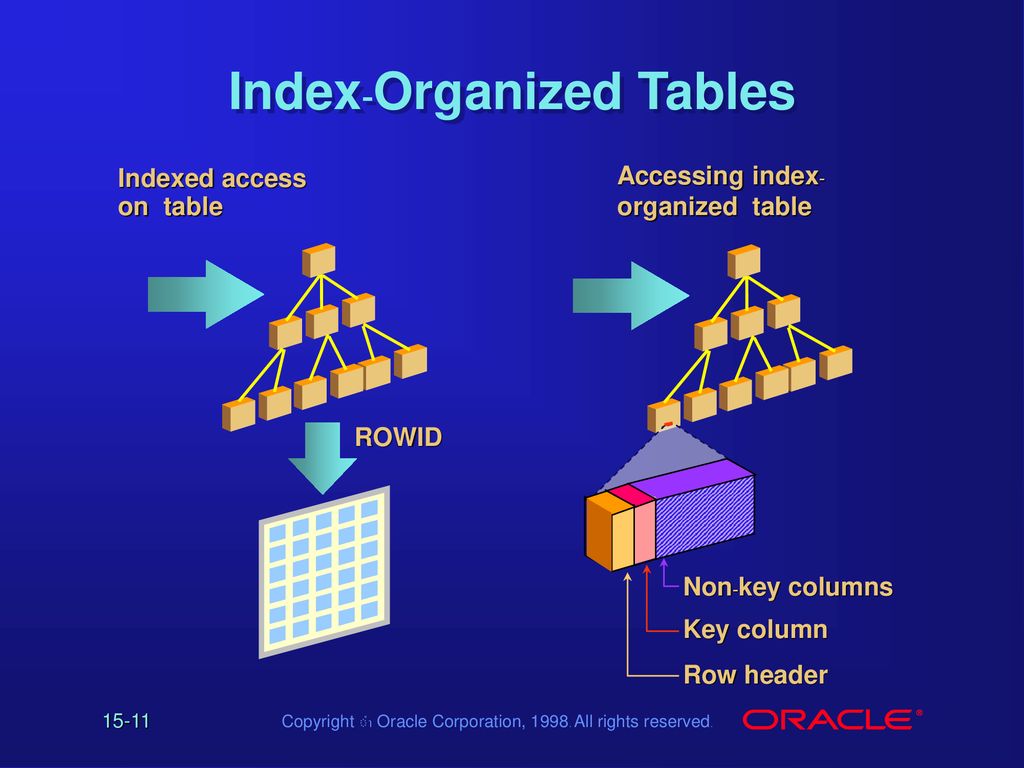 Index-Organized Tables
Indexed access
on table
Accessing index-
organized table
ROWID
Non-key columns
Key column
Row header
15-11
Copyright Oracle Corporation, 1998. All rights reserved.
ORACLE®